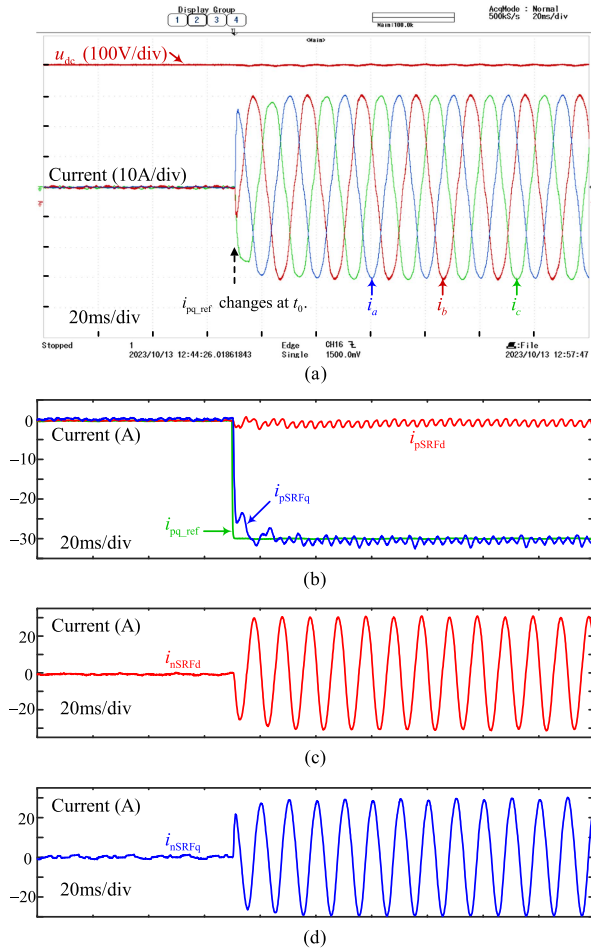 Display Group
1 2 3 4
AcqMode : Normal
500kS/s 20ms/div
Main:100.0k
<Main>
u_dc (100V/div)
Current (10A/div)
i_pq_ref changes at t_0.
i_a i_b i_c
20ms/div
Stopped 1 Edge CH16 :File
2023/10/13 12:44:26.01861843 Single 1500.0mV 2023/10/13 12:57:47
(a)
0
Current (A)
i_pSRFd
−10
−20
i_pSRFq
i_pq_ref
−30
20ms/div
(b)
Current (A)
20
i_nSRFd
0
20ms/div
−20
(c)
Current (A)
20
i_nSRFq
0
20ms/div
−20
(d)